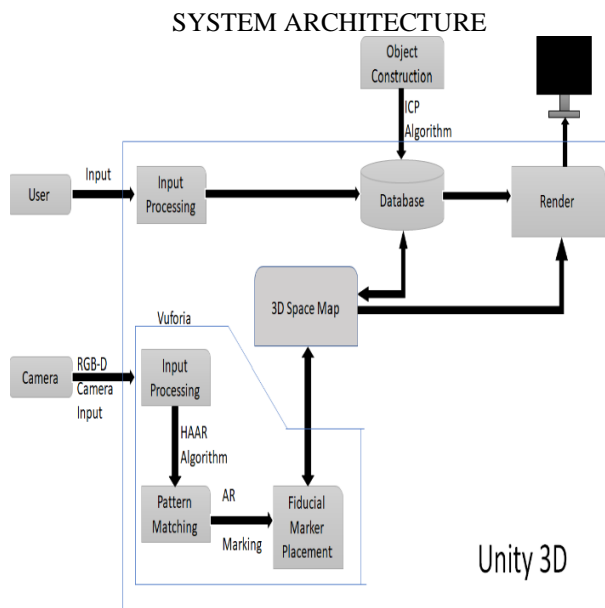 SYSTEM ARCHITECTURE
Object
Construction
ICP
Algorithm
User
Input
Input
Processing
Database
Render
3D Space Map
Vuforia
Camera
RGB-D
Camera
Input
Input
Processing
HAAR
Algorithm
Pattern
Matching
AR
Marking
Fiducial
Marker
Placement
Unity 3D